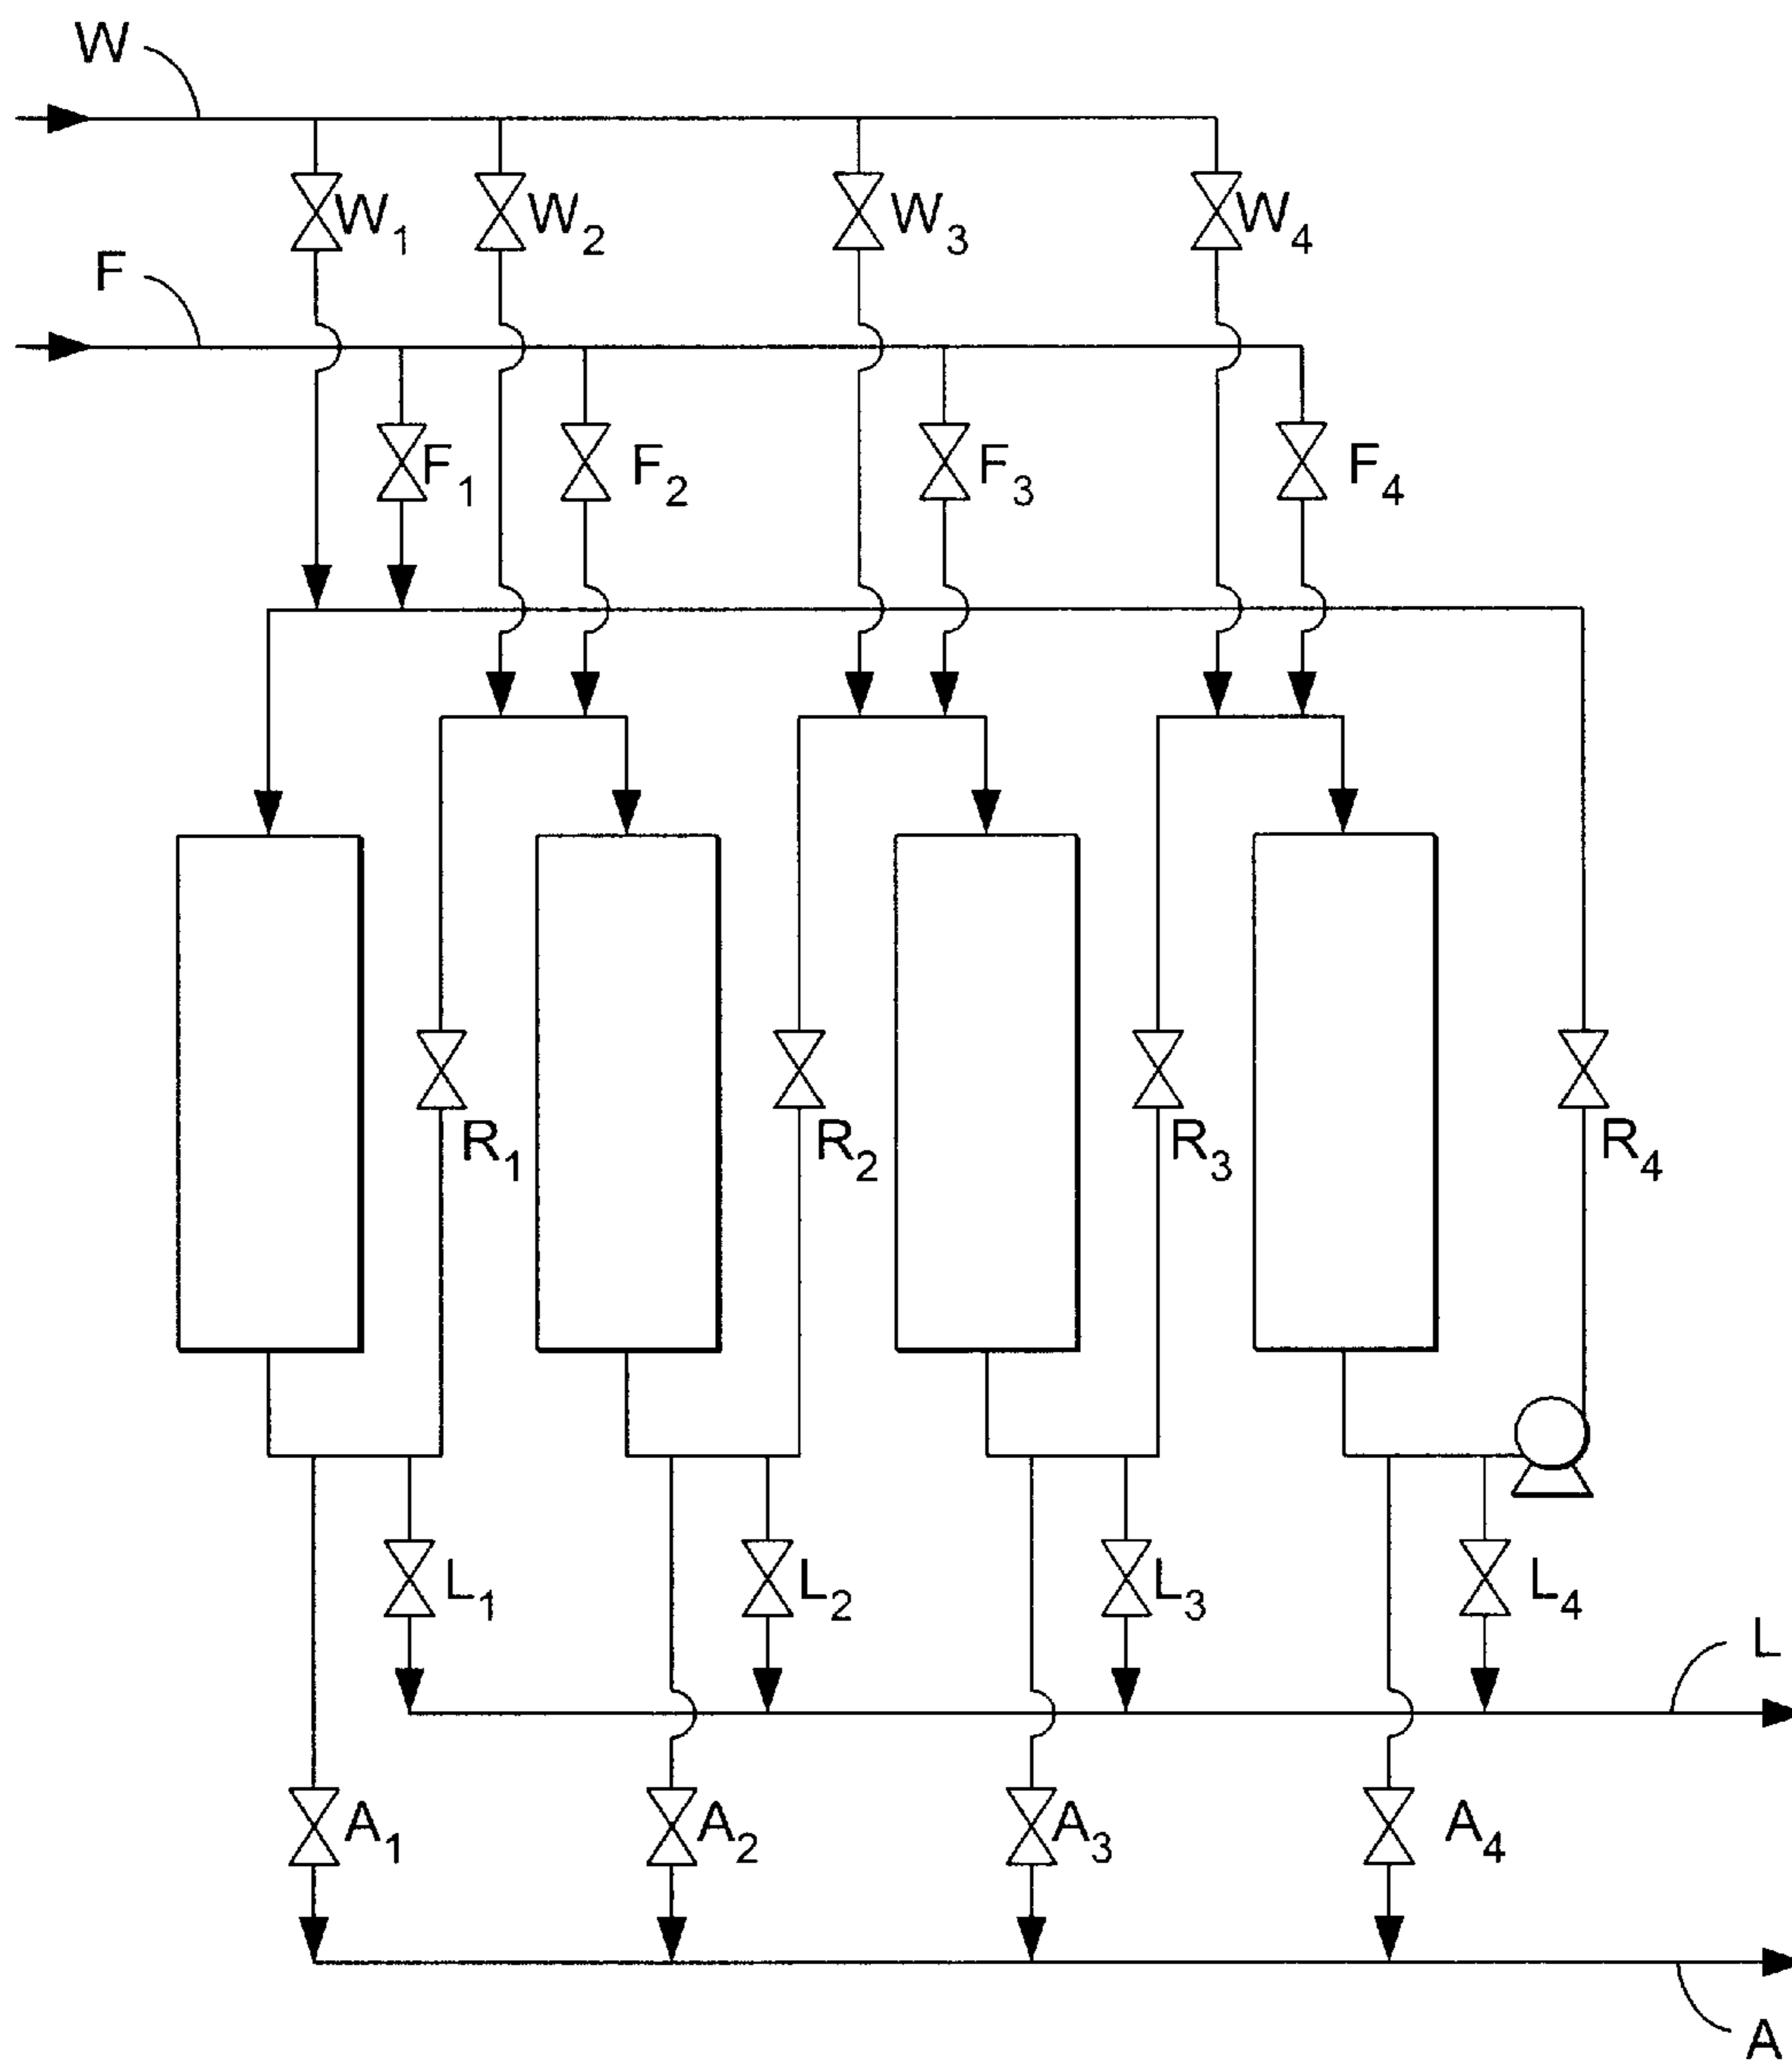 W
W₁ W₂ W₃ W₄
F
F₁ F₂ F₃ F₄
R₁ R₂ R₃ R₄
L₁ L₂ L₃ L₄
L
A₁ A₂ A₃ A₄
A